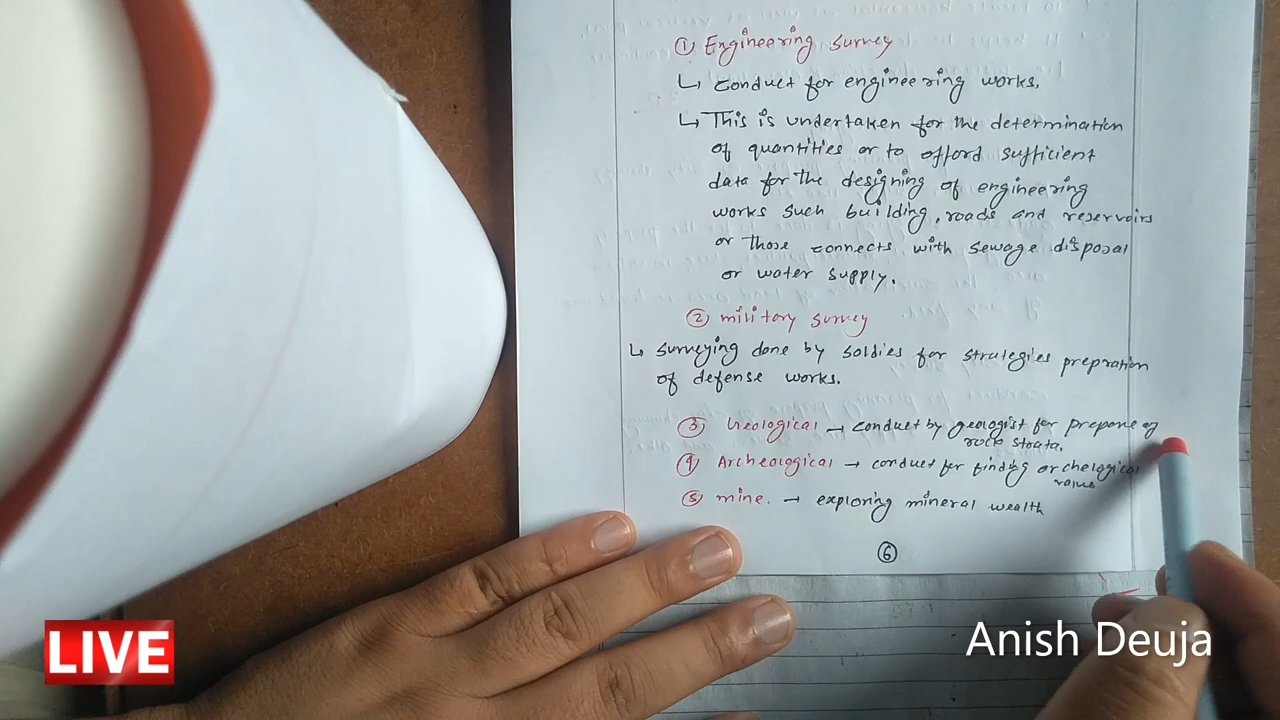 ① Engineering survey
↳ conduct for engineering works.
↳ This is undertaken for the determination
of quantities or to offord sufficient
data for the designing of engineering
works such building, roads and reservoirs
or those connects with sewage disposal
or water supply.
② military survey
↳ surveying done by soldies for strategies prepration
of defense works.
③ Geological → conduct by geologist for prepane of
rock strata.
④ Archeological → conduct for finding archelogical
values
⑤ mine. → exploring mineral wealth
⑥
LIVE
Anish Deuja